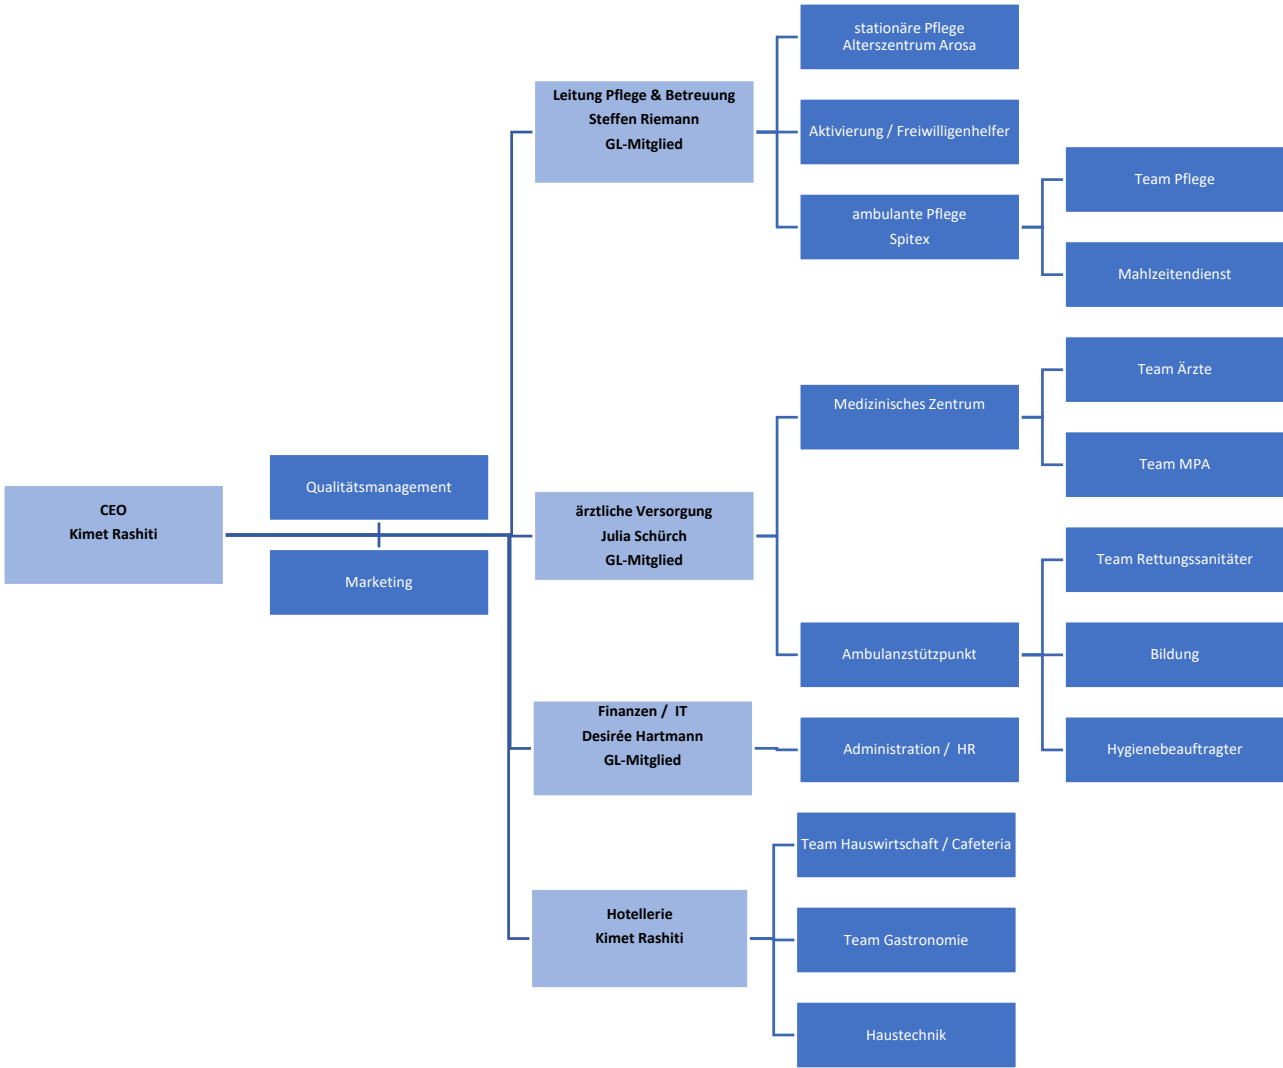 CEO
Kimet Rashiti
Qualitätsmanagement
Marketing
Leitung Pflege & Betreuung
Steffen Riemann
GL-Mitglied
stationäre Pflege
Alterszentrum Arosa
Aktivierung / Freiwilligenhelfer
ambulante Pflege
Spitex
Team Pflege
Mahlzeitendienst
ärztliche Versorgung
Julia Schürch
GL-Mitglied
Medizinisches Zentrum
Team Ärzte
Team MPA
Ambulanzstützpunkt
Team Rettungssanitäter
Bildung
Hygienebeauftragter
Finanzen / IT
Desirée Hartmann
GL-Mitglied
Administration / HR
Hotellerie
Kimet Rashiti
Team Hauswirtschaft / Cafeteria
Team Gastronomie
Haustechnik